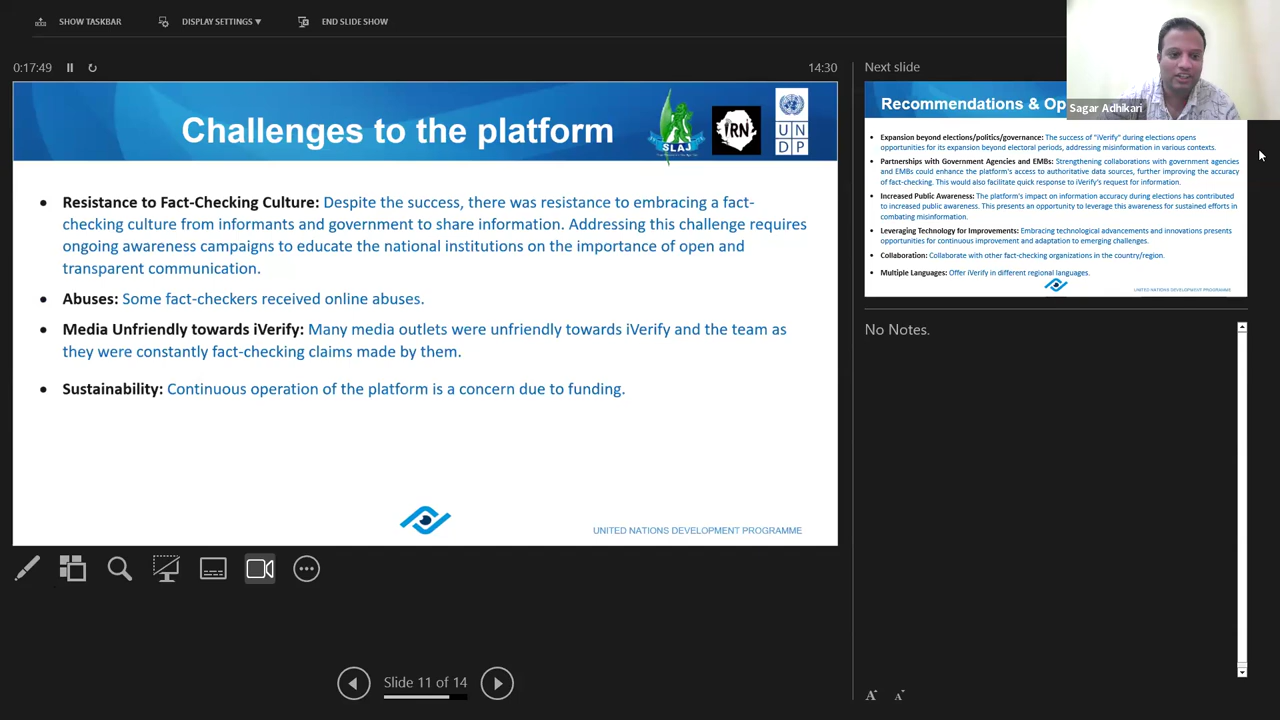 SHOW TASKBAR
DISPLAY SETTINGS
END SLIDE SHOW
0:17:49
14:30
Challenges to the platform
SLAJ
IRN
UN
DP
Resistance to Fact-Checking Culture: Despite the success, there was resistance to embracing a fact-
checking culture from informants and government to share information. Addressing this challenge requires
ongoing awareness campaigns to educate the national institutions on the importance of open and
transparent communication.
Abuses: Some fact-checkers received online abuses.
Media Unfriendly towards iVerify: Many media outlets were unfriendly towards iVerify and the team as
they were constantly fact-checking claims made by them.
Sustainability: Continuous operation of the platform is a concern due to funding.
UNITED NATIONS DEVELOPMENT PROGRAMME
Slide 11 of 14
Next slide
Sagar Adhikari
Recommendations & Op
Expansion beyond elections/politics/governance: The success of "iVerify" during elections opens
opportunities for its expansion beyond electoral periods, addressing misinformation in various contexts.
Partnerships with Government Agencies and EMBs: Strengthening collaborations with government agencies
and EMBs could enhance the platform's access to authoritative data sources, further improving the accuracy
of fact-checking. This would also facilitate quick response to iVerify's request for information.
Increased Public Awareness: The platform's impact on information accuracy during elections has contributed
to increased public awareness. This presents an opportunity to leverage this awareness for sustained efforts in
combating misinformation.
Leveraging Technology for Improvements: Embracing technological advancements and innovations presents
opportunities for continuous improvement and adaptation to emerging challenges.
Collaboration: Collaborate with other fact-checking organizations in the country/region.
Multiple Languages: Offer iVerify in different regional languages.
UNITED NATIONS DEVELOPMENT PROGRAMME
No Notes.
A A